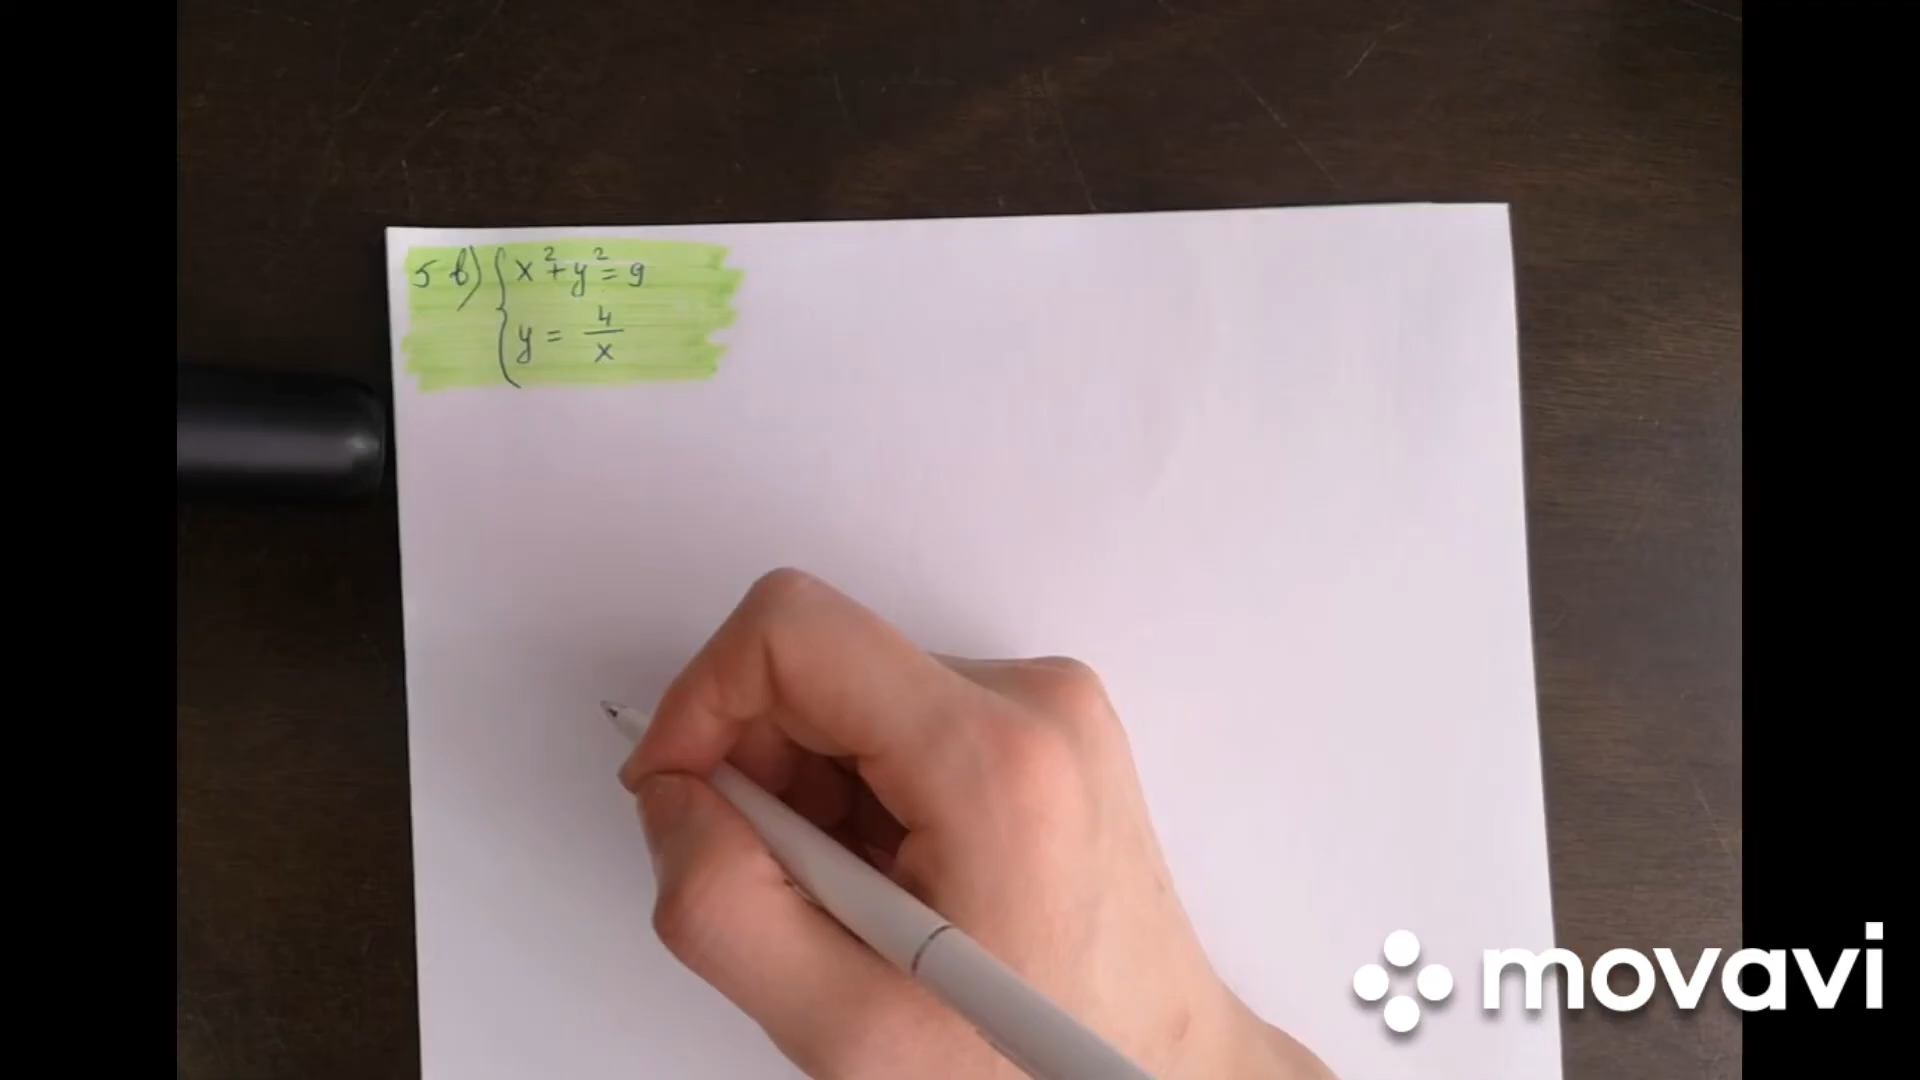 5 в) { x² + y² = 9
y = 4/x
movavi